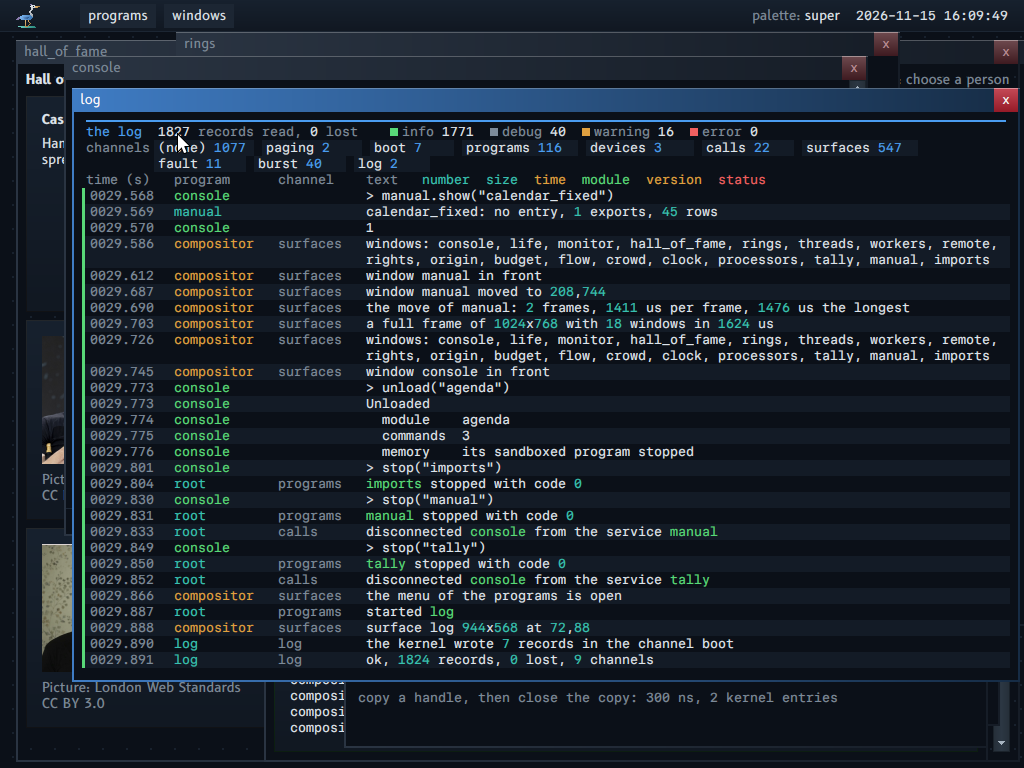 programs windows palette: super 2026-11-15 16:09:49
rings x
hall_of_fame x
console x
Hall o choose a person
log x
the log 1827 records read, 0 lost info 1771 debug 40 warning 16 error 0
channels (none) 1077 paging 2 boot 7 programs 116 devices 3 calls 22 surfaces 547
fault 11 burst 40 log 2
time (s) program channel text number size time module version status
0029.568 console > manual.show("calendar_fixed")
0029.569 manual calendar_fixed: no entry, 1 exports, 45 rows
0029.570 console 1
0029.586 compositor surfaces windows: console, life, monitor, hall_of_fame, rings, threads, workers, remote,
rights, origin, budget, flow, crowd, clock, processors, tally, manual, imports
0029.612 compositor surfaces window manual in front
0029.687 compositor surfaces window manual moved to 208,744
0029.690 compositor surfaces the move of manual: 2 frames, 1411 us per frame, 1476 us the longest
0029.703 compositor surfaces a full frame of 1024x768 with 18 windows in 1624 us
0029.726 compositor surfaces windows: console, life, monitor, hall_of_fame, rings, threads, workers, remote,
rights, origin, budget, flow, crowd, clock, processors, tally, manual, imports
0029.745 compositor surfaces window console in front
0029.773 console > unload("agenda")
0029.773 console Unloaded
0029.774 console module agenda
0029.775 console commands 3
0029.776 console memory its sandboxed program stopped
0029.801 console > stop("imports")
0029.804 root programs imports stopped with code 0
0029.830 console > stop("manual")
0029.831 root programs manual stopped with code 0
0029.833 root calls disconnected console from the service manual
0029.849 console > stop("tally")
0029.850 root programs tally stopped with code 0
0029.852 root calls disconnected console from the service tally
0029.866 compositor surfaces the menu of the programs is open
0029.887 root programs started log
0029.888 compositor surfaces surface log 944x568 at 72,88
0029.890 log log the kernel wrote 7 records in the channel boot
0029.891 log log ok, 1824 records, 0 lost, 9 channels
Cas
Han
spre
Pict
CC
Picture: London Web Standards
CC BY 3.0
composi
composi
composi
copy a handle, then close the copy: 300 ns, 2 kernel entries